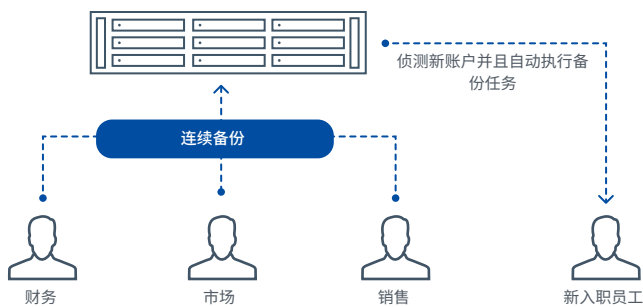 侦测新账户并且自动执行备
份任务
连续备份
财务
市场
销售
新入职员工